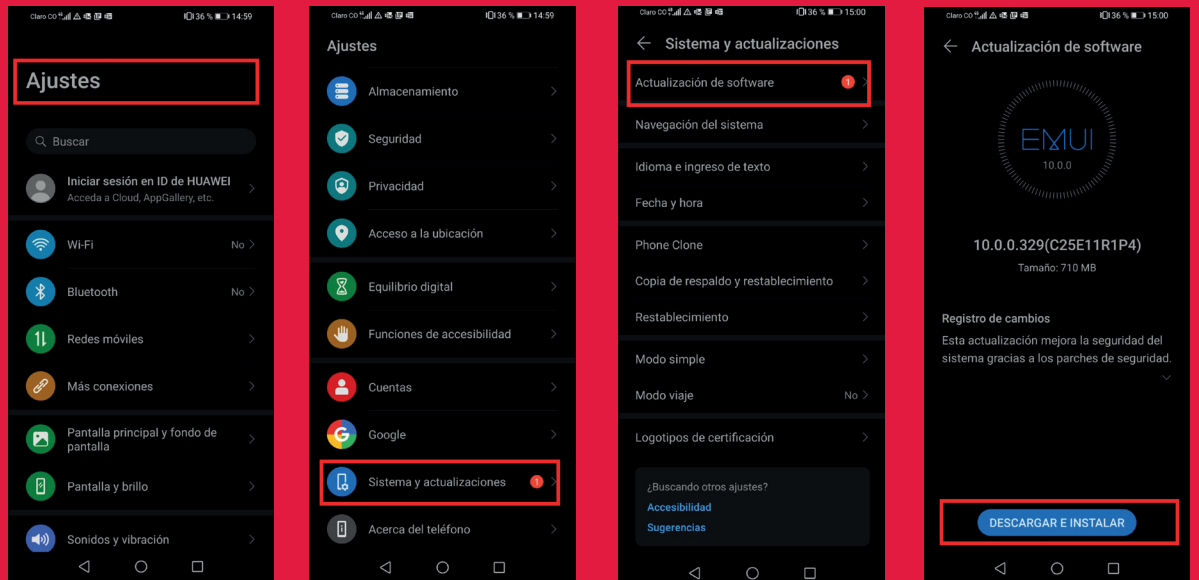 Claro CO 4G 36 % 14:59
Ajustes
Buscar
Iniciar sesión en ID de HUAWEI
Acceda a Cloud, AppGallery, etc.
Wi-Fi No
Bluetooth No
Redes móviles
Más conexiones
Pantalla principal y fondo de
pantalla
Pantalla y brillo
Sonidos y vibración
Claro CO 4G 36 % 14:59
Ajustes
Almacenamiento
Seguridad
Privacidad
Acceso a la ubicación
Equilibrio digital
Funciones de accesibilidad
Cuentas
G Google
Sistema y actualizaciones 1
Acerca del teléfono
Claro CO 4G 36 % 15:00
Sistema y actualizaciones
Actualización de software 1
Navegación del sistema
Idioma e ingreso de texto
Fecha y hora
Phone Clone
Copia de respaldo y restablecimiento
Restablecimiento
Modo simple
Modo viaje No
Logotipos de certificación
¿Buscando otros ajustes?
Accesibilidad
Sugerencias
Claro CO 4G 36 % 15:00
Actualización de software
EMUI
10.0.0
10.0.0.329(C25E11R1P4)
Tamaño: 710 MB
Registro de cambios
Esta actualización mejora la seguridad del
sistema gracias a los parches de seguridad.
DESCARGAR E INSTALAR